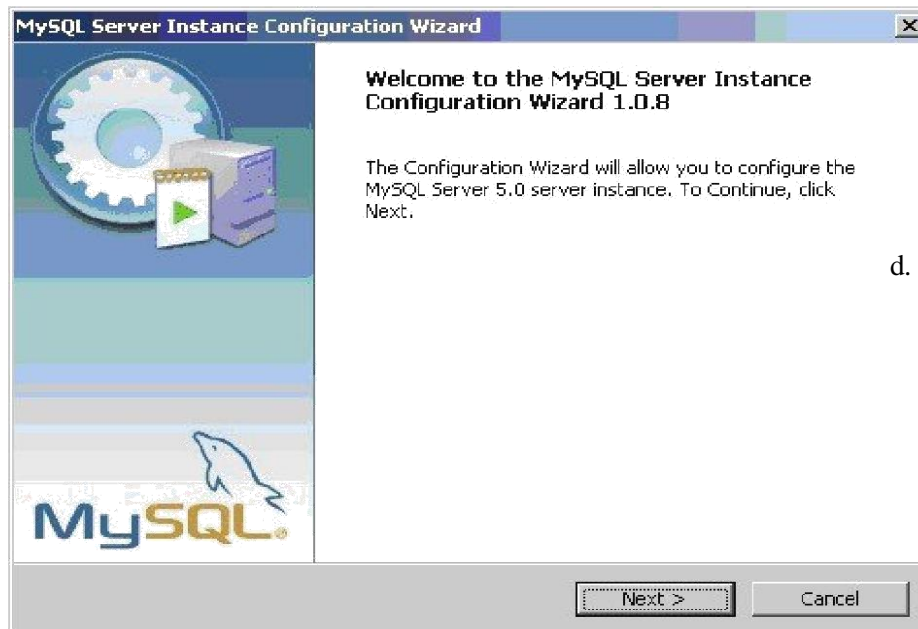 MySQL Server Instance Configuration Wizard
Welcome to the MySQL Server Instance
Configuration Wizard 1.0.8
The Configuration Wizard will allow you to configure the
MySQL Server 5.0 server instance. To Continue, click
Next.
d.
MySQL®
Next >
Cancel